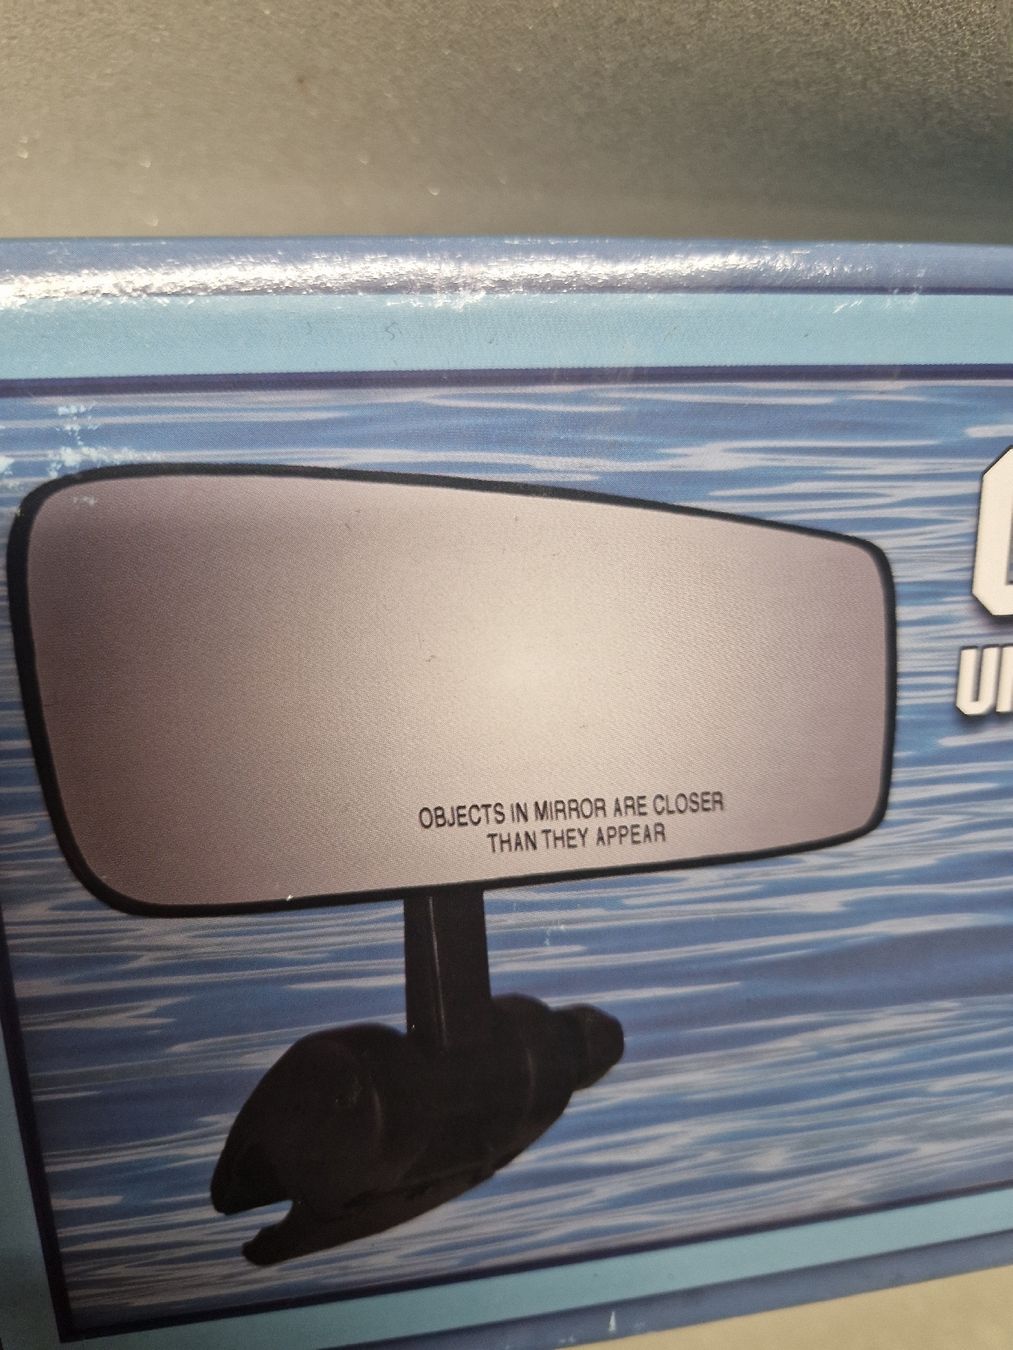 OBJECTS IN MIRROR ARE CLOSER
THAN THEY APPEAR